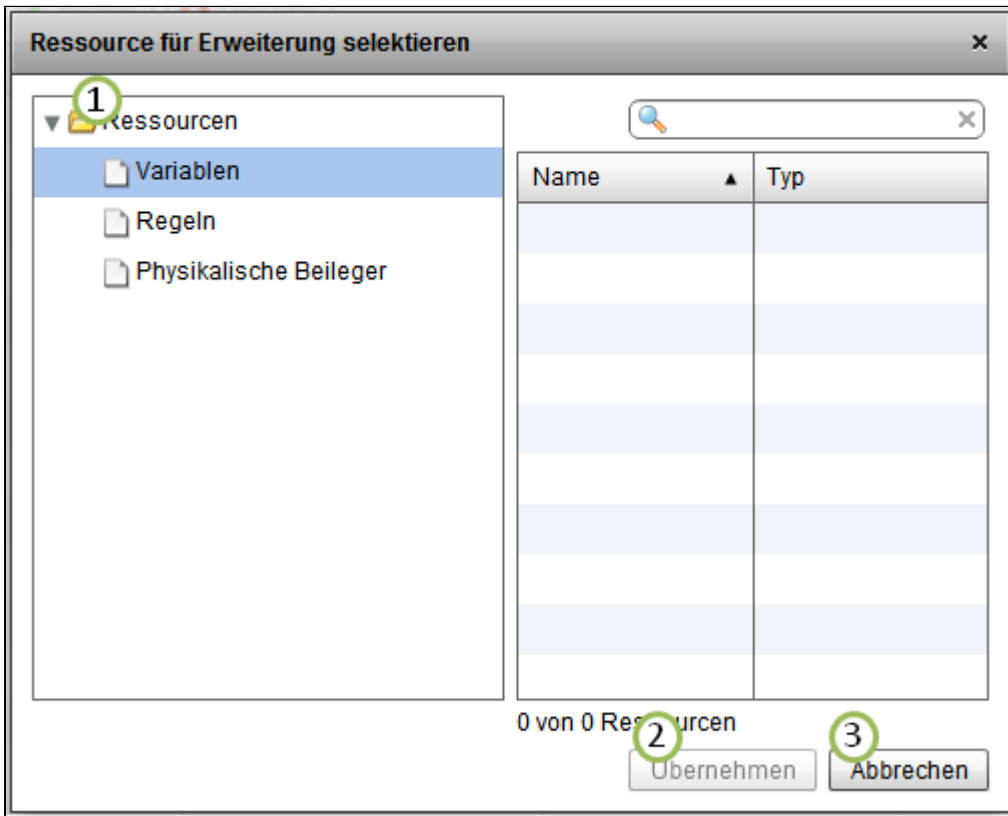 Ressource für Erweiterung selektieren
1
Ressourcen
Variablen
Regeln
Physikalische Beileger
Name
Typ
0 von 0 Ressourcen
2
3
Übernehmen
Abbrechen